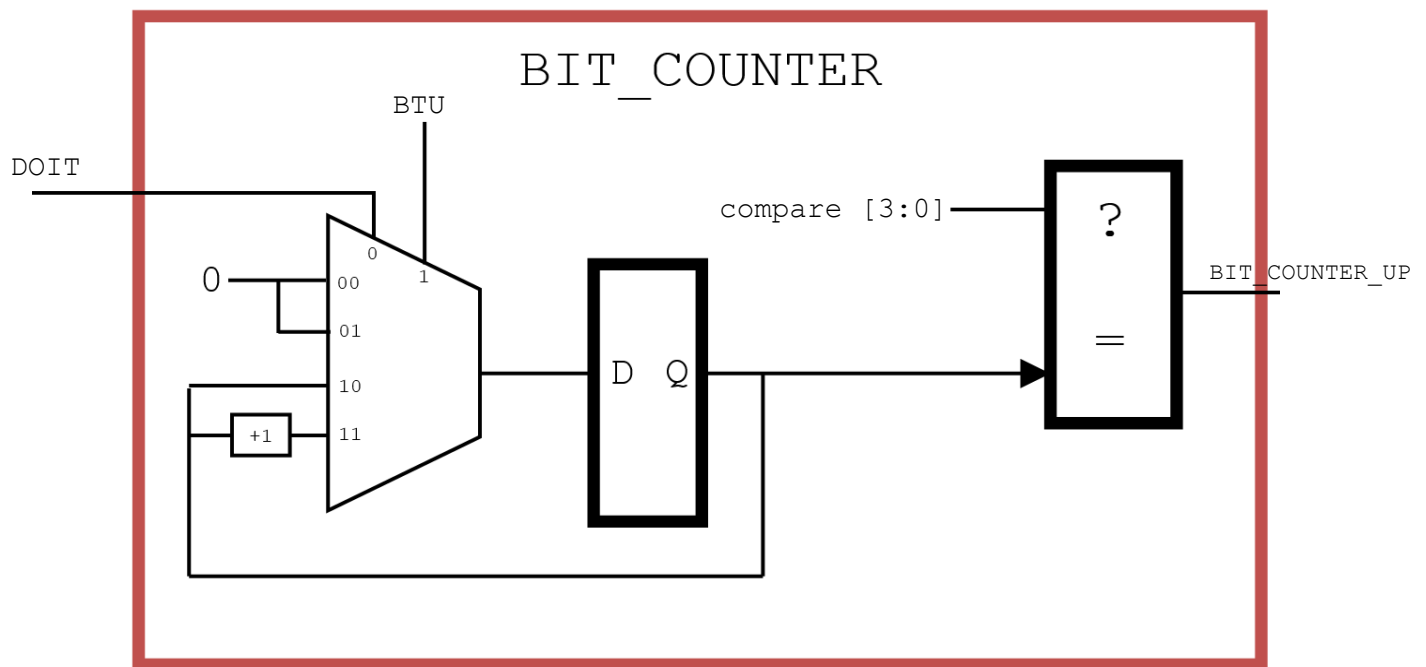 BIT_COUNTER
BTU
DOIT
compare [3:0]
?
0
1
BIT_COUNTER_UP
0
00
01
=
D Q
10
+1
11